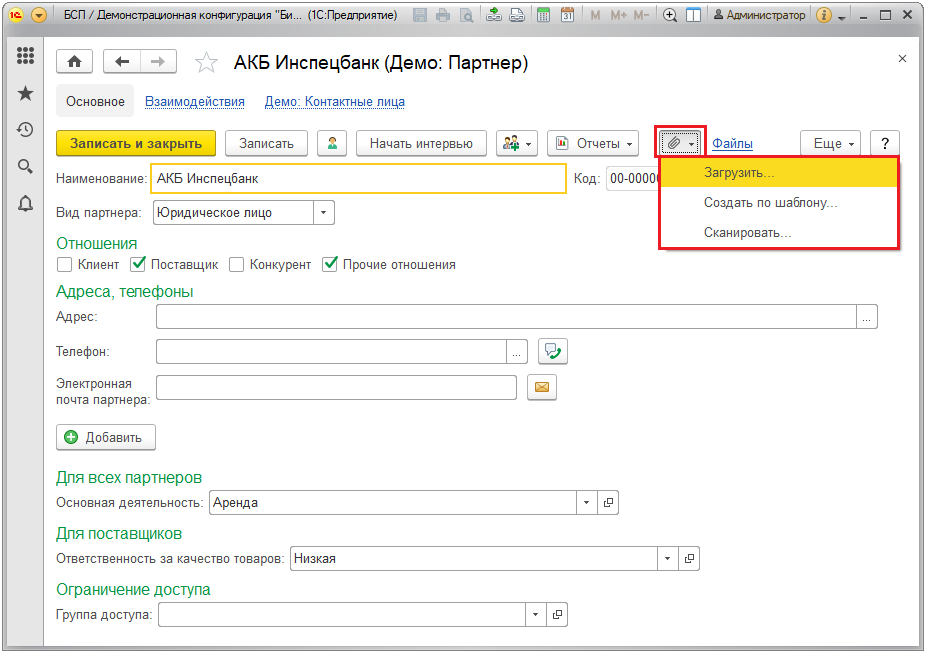 БСП / Демонстрационная конфигурация "Би... (1С:Предприятие)
M M+ M-
Администратор
АКБ Инспецбанк (Демо: Партнер)
Основное Взаимодействия Демо: Контактные лица
Записать и закрыть Записать Начать интервью Отчеты Файлы Еще ?
Наименование: АКБ Инспецбанк Код:
Загрузить...
Создать по шаблону...
Сканировать...
Вид партнера: Юридическое лицо
Отношения
Клиент Поставщик Конкурент Прочие отношения
Адреса, телефоны
Адрес: ...
Телефон: ...
Электронная
почта партнера:
Добавить
Для всех партнеров
Основная деятельность: Аренда
Для поставщиков
Ответственность за качество товаров: Низкая
Ограничение доступа
Группа доступа: